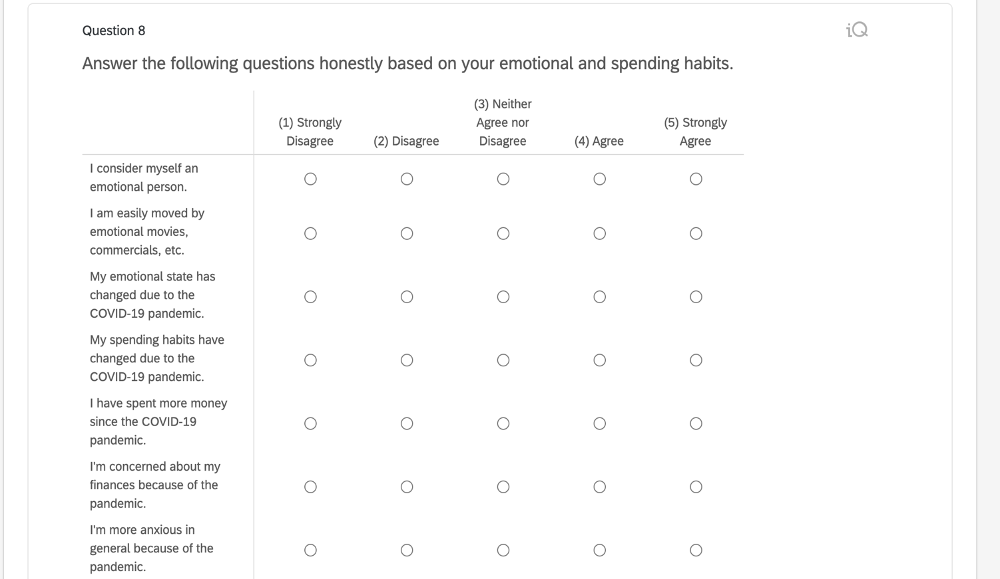 Question 8
iQ
Answer the following questions honestly based on your emotional and spending habits.
(1) Strongly
Disagree
(2) Disagree
(3) Neither
Agree nor
Disagree
(4) Agree
(5) Strongly
Agree
I consider myself an
emotional person.
I am easily moved by
emotional movies,
commercials, etc.
My emotional state has
changed due to the
COVID-19 pandemic.
My spending habits have
changed due to the
COVID-19 pandemic.
I have spent more money
since the COVID-19
pandemic.
I'm concerned about my
finances because of the
pandemic.
I'm more anxious in
general because of the
pandemic.